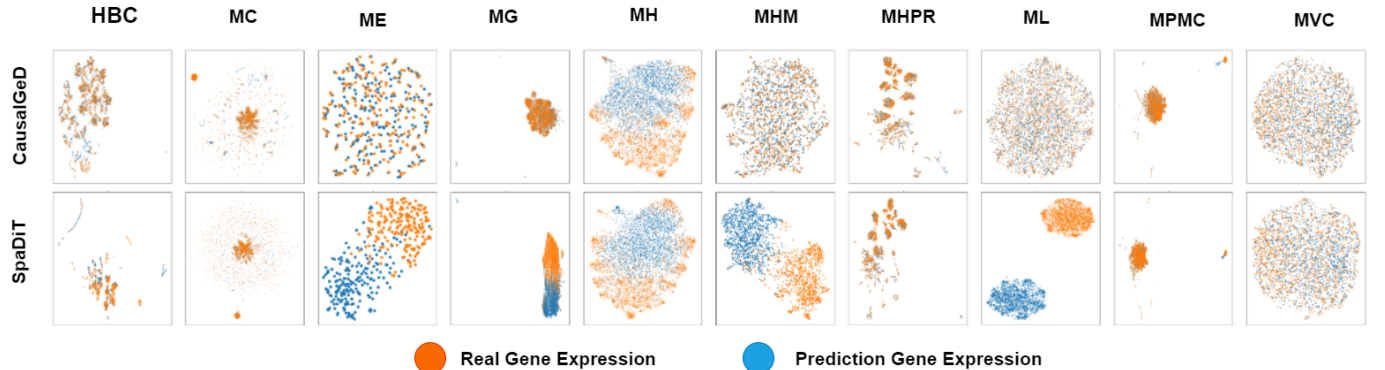 HBC MC ME MG MH MHM MHPR ML MPMC MVC
CausalGeD
SpaDiT
Real Gene Expression Prediction Gene Expression